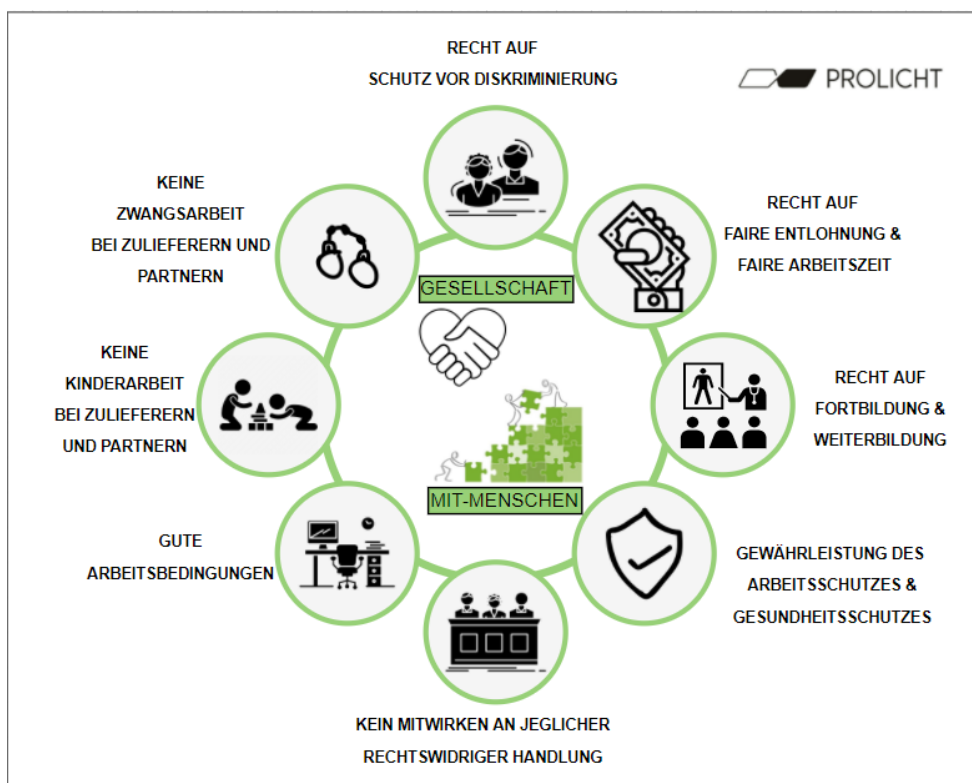 RECHT AUF
SCHUTZ VOR DISKRIMINIERUNG
PROLICHT
KEINE
ZWANGSARBEIT
BEI ZULIEFERERN UND
PARTNERN
RECHT AUF
FAIRE ENTLOHNUNG &
FAIRE ARBEITSZEIT
GESELLSCHAFT
KEINE
KINDERARBEIT
BEI ZULIEFERERN
UND PARTNERN
RECHT AUF
FORTBILDUNG &
WEITERBILDUNG
MIT-MENSCHEN
GUTE
ARBEITSBEDINGUNGEN
GEWÄHRLEISTUNG DES
ARBEITSSCHUTZES &
GESUNDHEITSSCHUTZES
KEIN MITWIRKEN AN JEGLICHER
RECHTSWIDRIGER HANDLUNG